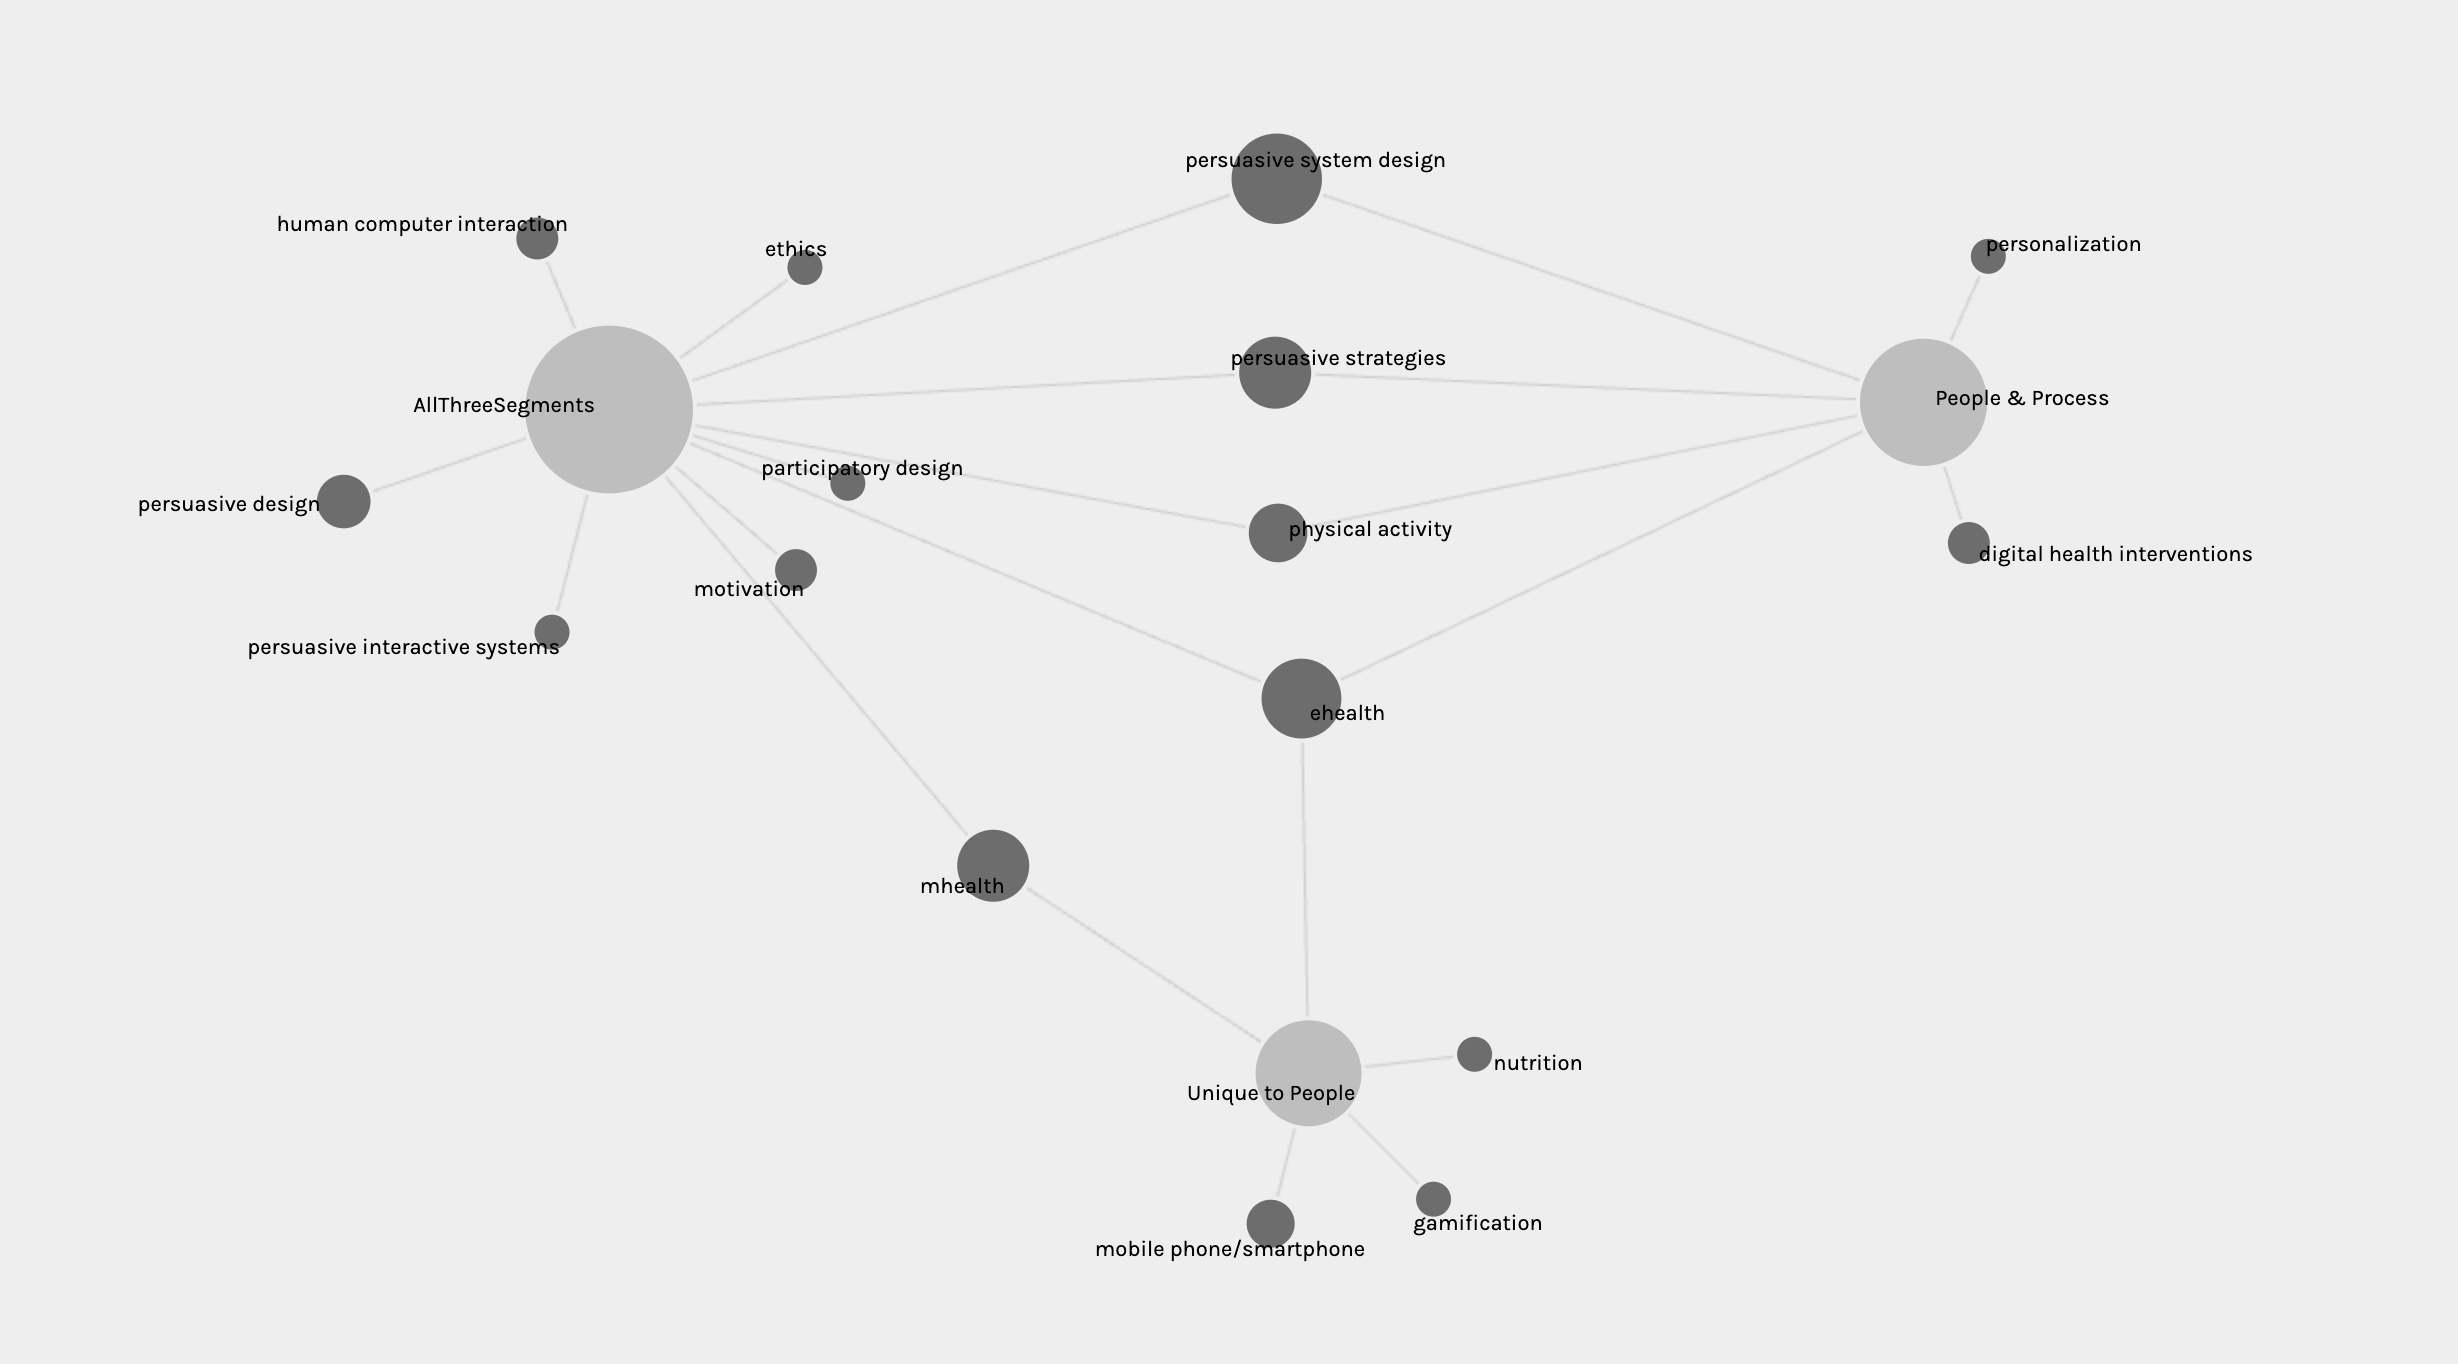 persuasive system design
human computer interaction
ethics
personalization
persuasive strategies
AllThreeSegments
People & Process
participatory design
persuasive design
physical activity
digital health interventions
motivation
persuasive interactive systems
ehealth
mhealth
nutrition
Unique to People
gamification
mobile phone/smartphone